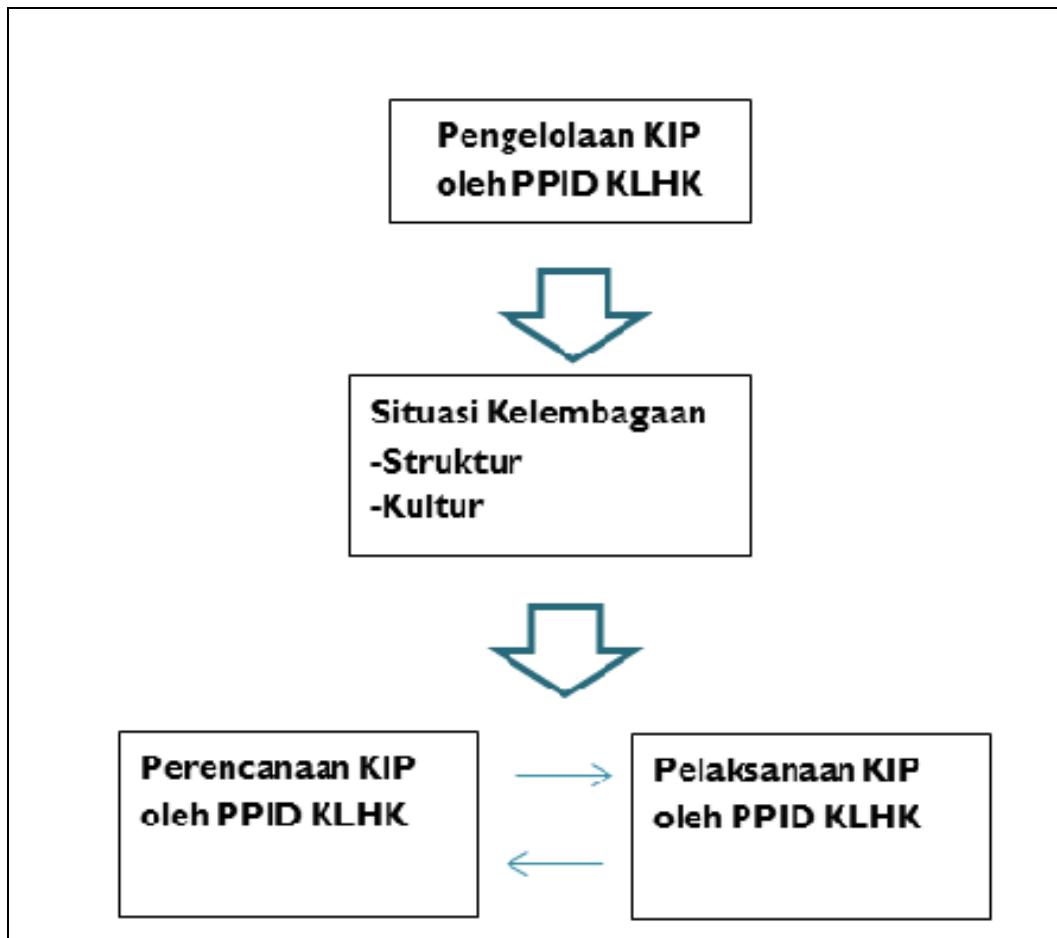 Pengelolaan KIP
oleh PPID KLHK
Situasi Kelembagaan
-Struktur
-Kultur
Perencanaan KIP
oleh PPID KLHK
Pelaksanaan KIP
oleh PPID KLHK